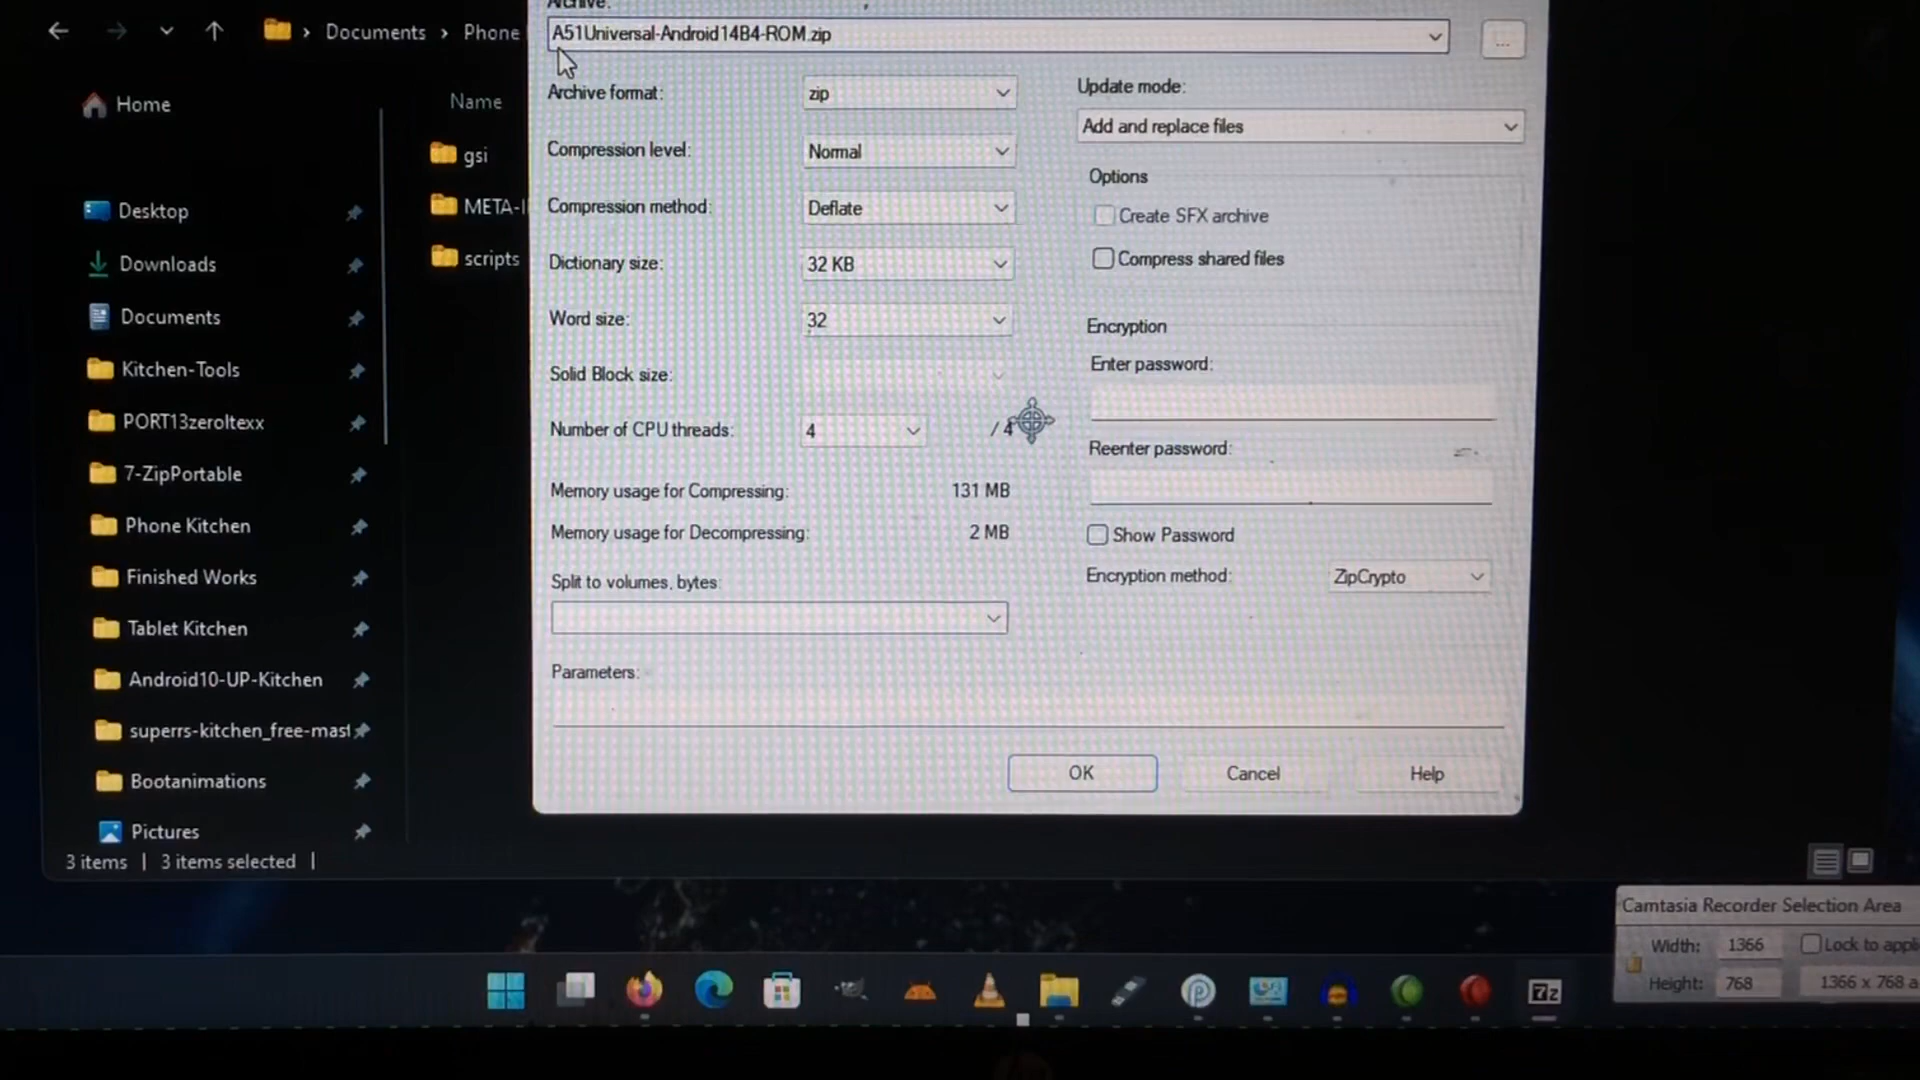 Archive:
Documents > Phone
A51Universal-Android14B4-ROM.zip
...
Home
Desktop
Downloads
Documents
Kitchen-Tools
PORT13zeroltexx
7-ZipPortable
Phone Kitchen
Finished Works
Tablet Kitchen
Android10-UP-Kitchen
superrs-kitchen_free-mast
Bootanimations
Pictures
3 items | 3 items selected |
Name
gsi
META-I
scripts
Archive format: zip
Compression level: Normal
Compression method: Deflate
Dictionary size: 32 KB
Word size: 32
Solid Block size:
Number of CPU threads: 4 / 4
Memory usage for Compressing: 131 MB
Memory usage for Decompressing: 2 MB
Split to volumes, bytes:
Parameters:
Update mode:
Add and replace files
Options
Create SFX archive
Compress shared files
Encryption
Enter password:
Reenter password:
Show Password
Encryption method: ZipCrypto
OK Cancel Help
Camtasia Recorder Selection Area
Width: 1366 Lock to appli
Height: 768 1366 x 768 a
7z